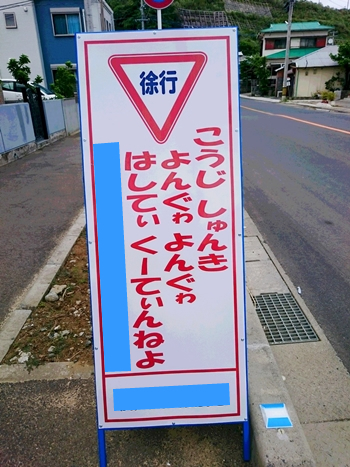 徐行
こうじ しゅんき
よんぐゎ よんぐゎ
はしてぃ くーてぃんねよ